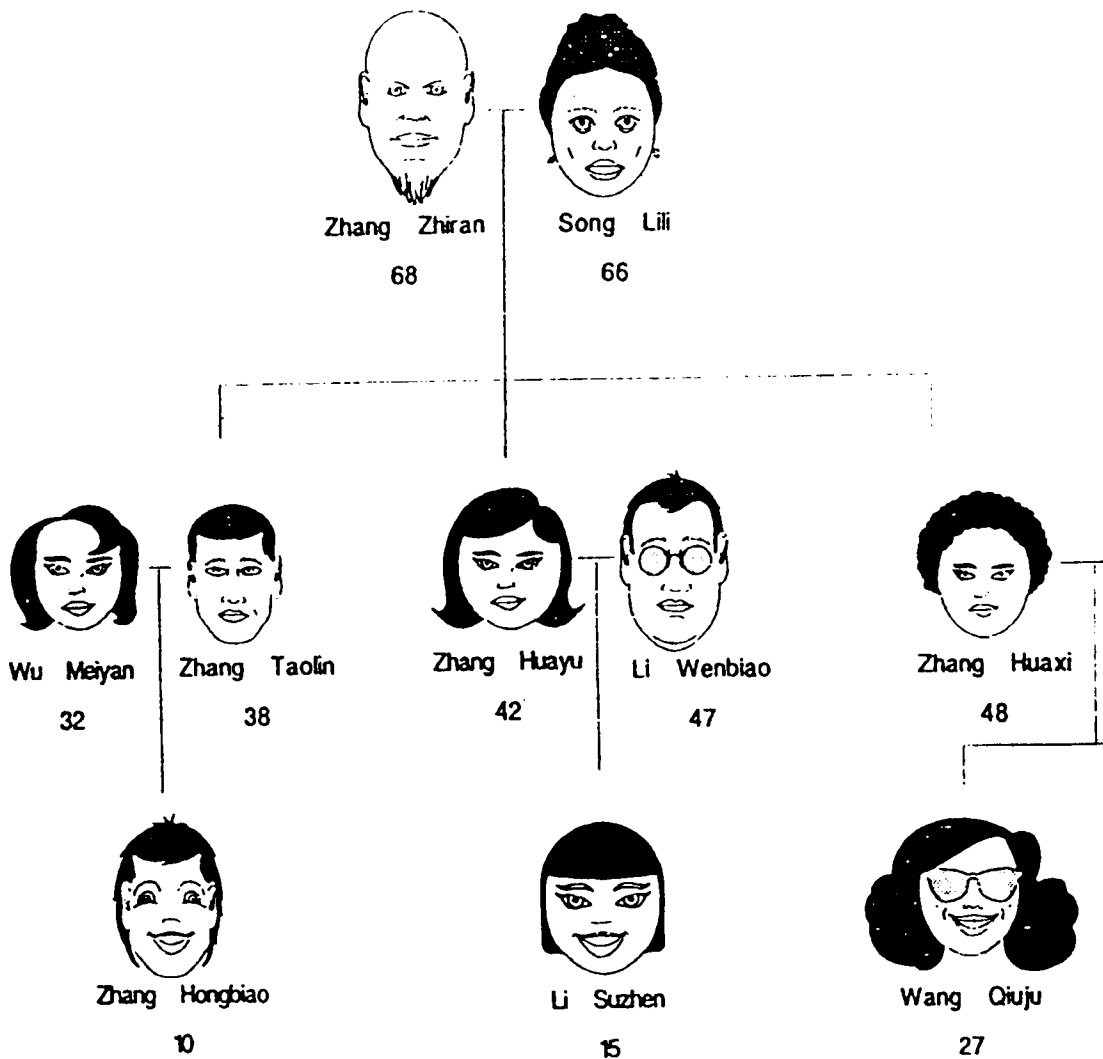 Zhang Zhiran Song Lili
68 66
Wu Meiyan Zhang Taolin Zhang Huayu Li Wenbiao Zhang Huaxi
32 38 42 47 48
Zhang Hongbiao Li Suzhen Wang Qiuju
10 15 27